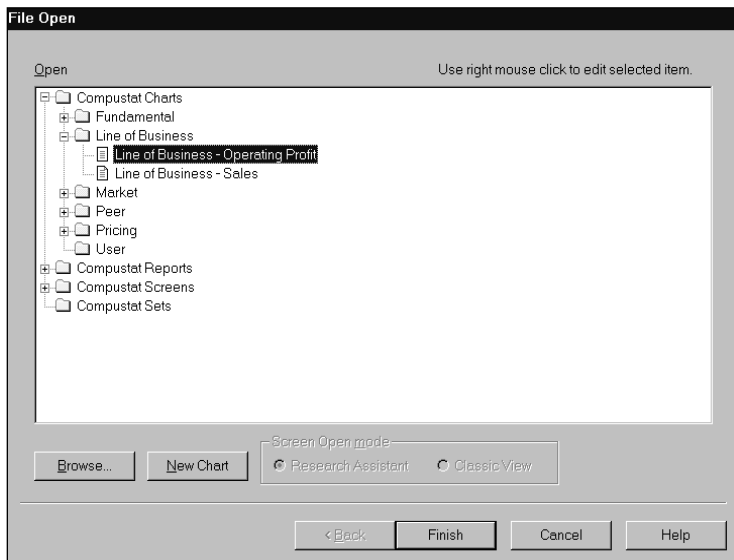 File Open
Open
Use right mouse click to edit selected item.
Compustat Charts
Fundamental
Line of Business
Line of Business - Operating Profit
Line of Business - Sales
Market
Peer
Pricing
User
Compustat Reports
Compustat Screens
Compustat Sets
Screen Open mode
Browse...
New Chart
Research Assistant
Classic View
< Back
Finish
Cancel
Help